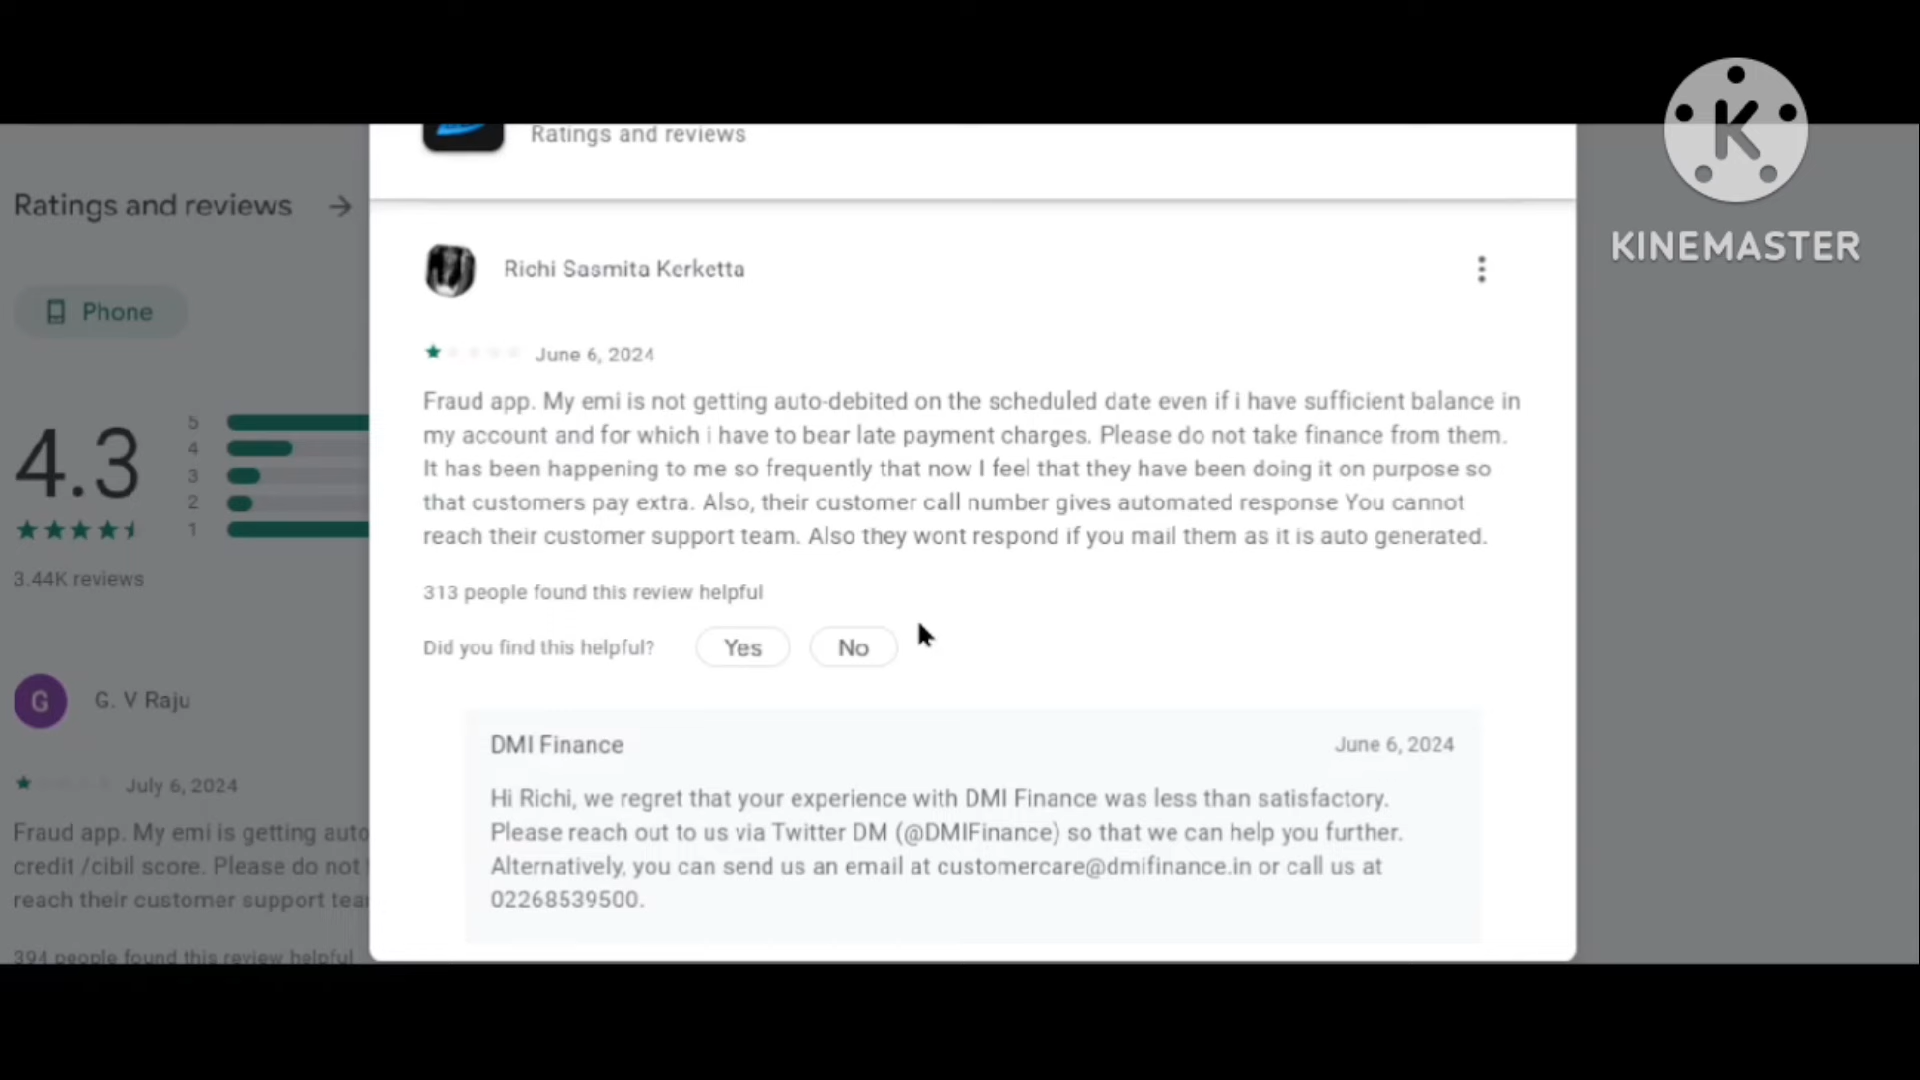 Ratings and reviews
KINEMASTER
Ratings and reviews
Phone
4.3
5
4
3
2
1
3.44K reviews
G
G. V Raju
July 6, 2024
Fraud app. My emi is getting auto
credit /cibil score. Please do not
reach their customer support tea
394 people found this review helpful
Richi Sasmita Kerketta
June 6, 2024
Fraud app. My emi is not getting auto-debited on the scheduled date even if i have sufficient balance in
my account and for which i have to bear late payment charges. Please do not take finance from them.
It has been happening to me so frequently that now I feel that they have been doing it on purpose so
that customers pay extra. Also, their customer call number gives automated response You cannot
reach their customer support team. Also they wont respond if you mail them as it is auto generated.
313 people found this review helpful
Did you find this helpful?
Yes
No
DMI Finance
June 6, 2024
Hi Richi, we regret that your experience with DMI Finance was less than satisfactory.
Please reach out to us via Twitter DM (@DMIFinance) so that we can help you further.
Alternatively, you can send us an email at customercare@dmifinance.in or call us at
02268539500.